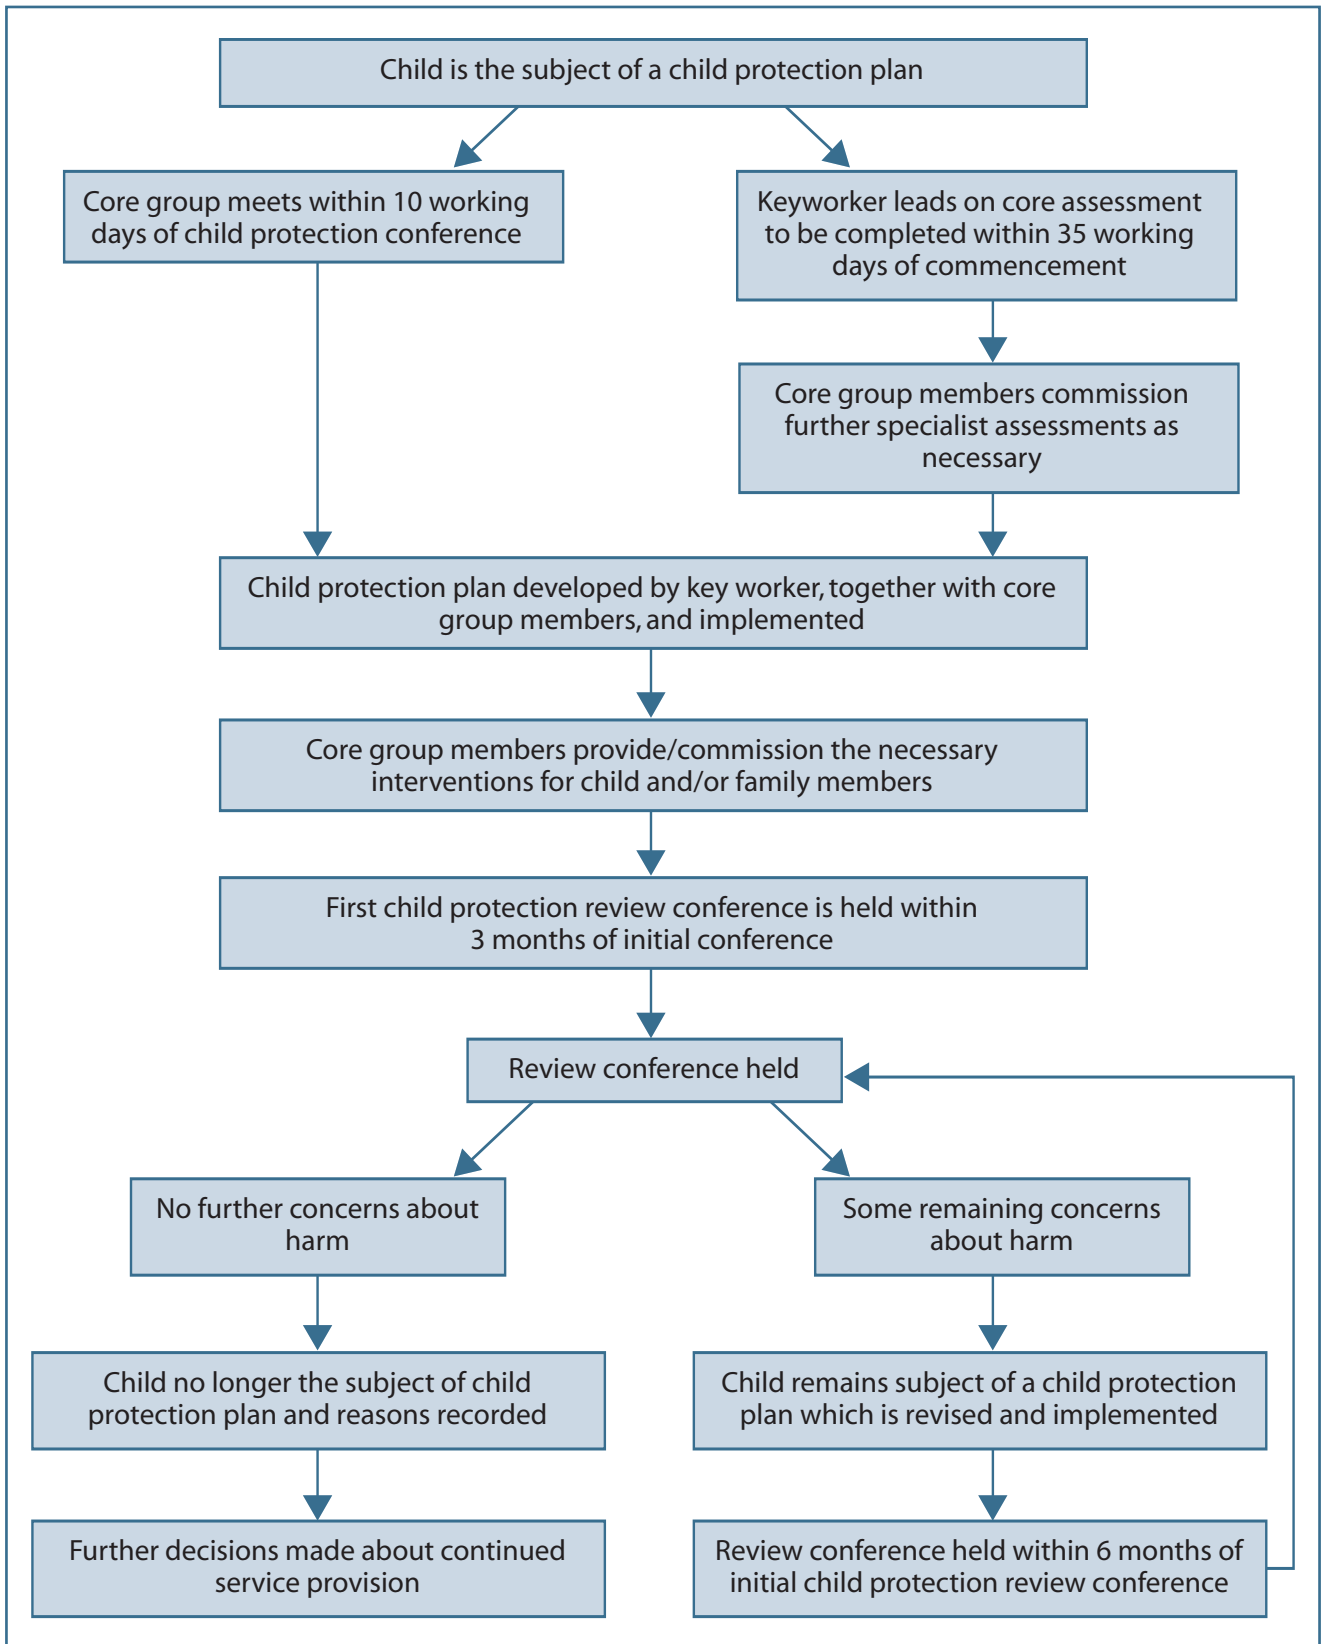 Child is the subject of a child protection plan
Core group meets within 10 working
days of child protection conference
Keyworker leads on core assessment
to be completed within 35 working
days of commencement
Core group members commission
further specialist assessments as
necessary
Child protection plan developed by key worker, together with core
group members, and implemented
Core group members provide/commission the necessary
interventions for child and/or family members
First child protection review conference is held within
3 months of initial conference
Review conference held
No further concerns about
harm
Some remaining concerns
about harm
Child no longer the subject of child
protection plan and reasons recorded
Child remains subject of a child protection
plan which is revised and implemented
Further decisions made about continued
service provision
Review conference held within 6 months of
initial child protection review conference